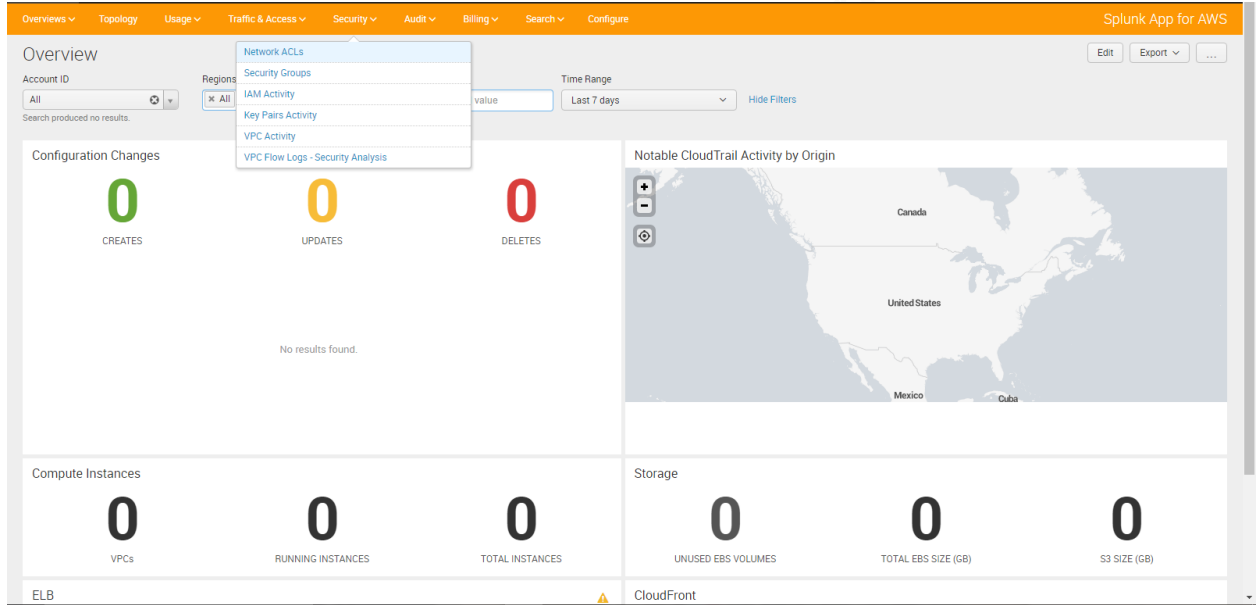 Overviews Topology Usage Traffic & Access Security Audit Billing Search Configure Splunk App for AWS
Overview
Edit Export ...
Network ACLs
Security Groups
IAM Activity
Key Pairs Activity
VPC Activity
VPC Flow Logs - Security Analysis
Account ID Regions Time Range
All All value Last 7 days Hide Filters
Search produced no results.
Configuration Changes
0 0 0
CREATES UPDATES DELETES
No results found.
Notable CloudTrail Activity by Origin
+
-
Canada
United States
Mexico
Cuba
Compute Instances
0 0 0
VPCs RUNNING INSTANCES TOTAL INSTANCES
Storage
0 0 0
UNUSED EBS VOLUMES TOTAL EBS SIZE (GB) S3 SIZE (GB)
ELB
CloudFront